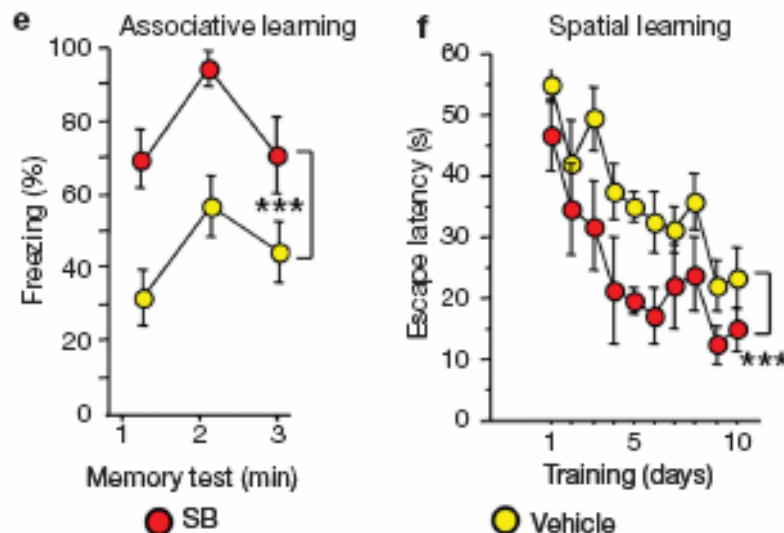 e Associative learning
100
80
60
40
20
0
Freezing (%)
***
1 2 3
Memory test (min)
SB
f Spatial learning
60
50
40
30
20
10
0
Escape latency (s)
***
1 5 10
Training (days)
Vehicle